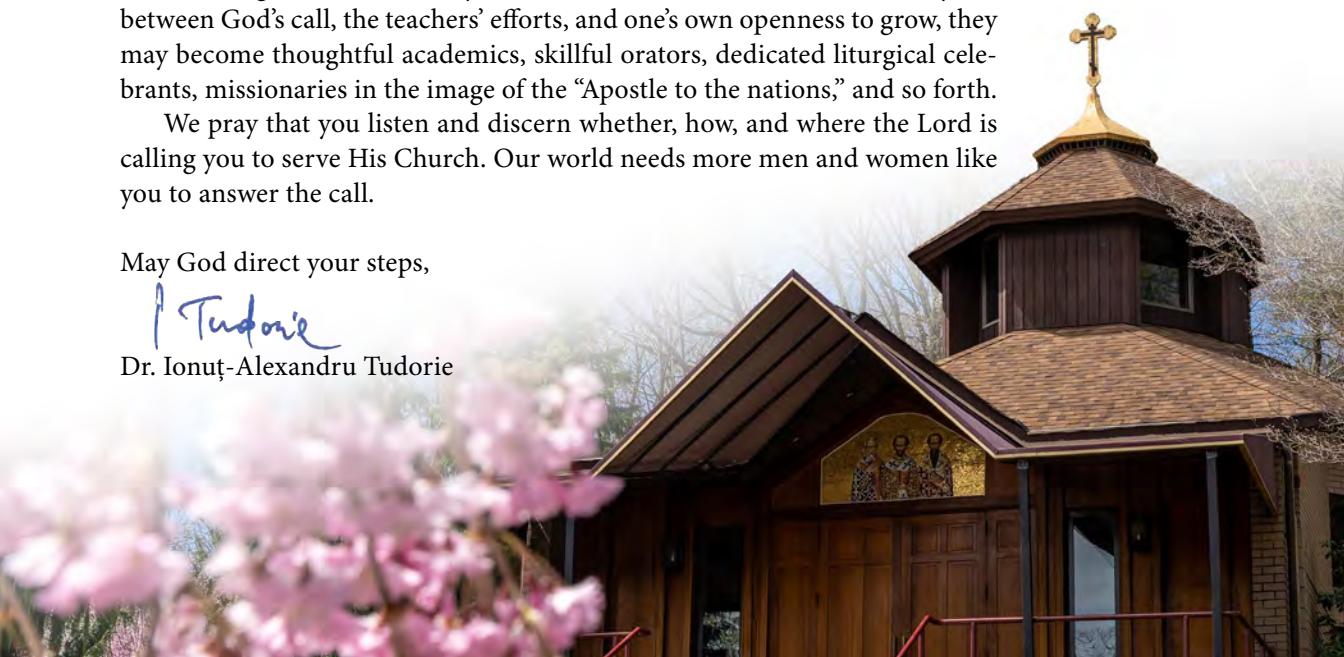 between God’s call, the teachers’ efforts, and one’s own openness to grow, they
may become thoughtful academics, skillful orators, dedicated liturgical cele-
brants, missionaries in the image of the “Apostle to the nations,” and so forth.
We pray that you listen and discern whether, how, and where the Lord is
calling you to serve His Church. Our world needs more men and women like
you to answer the call.
May God direct your steps,
I Tudorie
Dr. Ionuț-Alexandru Tudorie